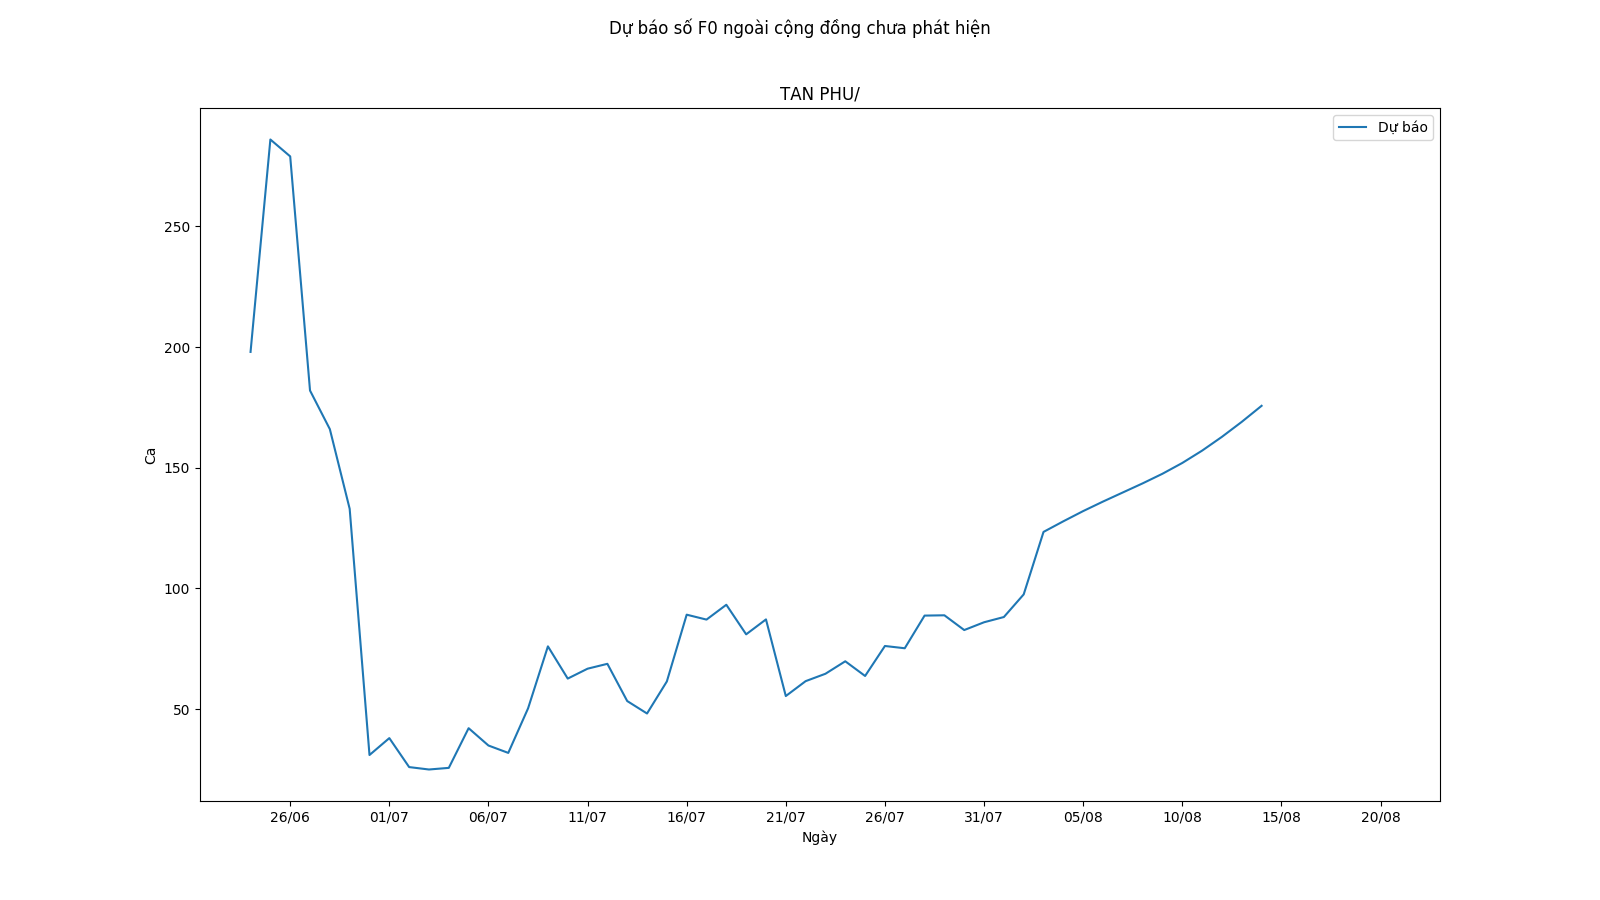 Dự báo số F0 ngoài cộng đồng chưa phát hiện
TAN PHU/
Dự báo
250
200
150
100
50
Ca
26/06 01/07 06/07 11/07 16/07 21/07 26/07 31/07 05/08 10/08 15/08 20/08
Ngày